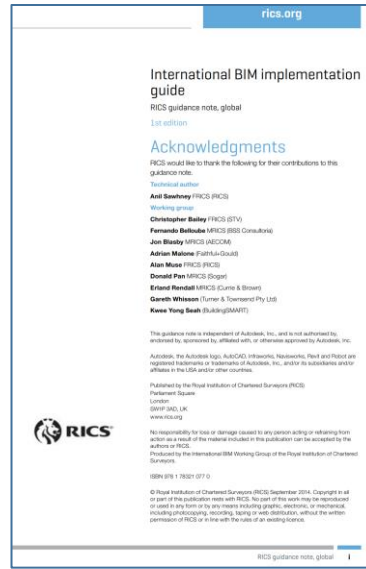 rics.org
International BIM implementation
guide
RICS guidance note, global
1st edition
Acknowledgments
RICS would like to thank the following for their contributions to this
guidance note.
Technical author
Anil Sawhney FRICS (RICS)
Working group
Christopher Bailey FRICS (STV)
Fernando Belloube MRICS (BSS Consultoria)
Jon Blasby MRICS (AECOM)
Adrian Malone (Faithful+Gould)
Alan Muse FRICS (RICS)
Donald Pan MRICS (Sogar)
Erland Rendall MRICS (Currie & Brown)
Gareth Whisson (Turner & Townsend Pty Ltd)
Kwee Yong Seah (BuildingSMART)
This guidance note is independent of Autodesk, Inc., and is not authorised by,
endorsed by, sponsored by, affiliated with, or otherwise approved by Autodesk, Inc.
Autodesk, the Autodesk logo, AutoCAD, Infraworks, Navisworks, Revit and Robot are
registered trademarks or trademarks of Autodesk, Inc., and/or its subsidiaries and/or
affiliates in the USA and/or other countries.
Published by the Royal Institution of Chartered Surveyors (RICS)
Parliament Square
London
SW1P 3AD, UK
www.rics.org
No responsibility for loss or damage caused to any person acting or refraining from
action as a result of the material included in this publication can be accepted by the
authors or RICS.
Produced by the International BIM Working Group of the Royal Institution of Chartered
Surveyors.
ISBN 978 1 78321 077 0
© Royal Institution of Chartered Surveyors (RICS) September 2014. Copyright in all
or part of this publication rests with RICS. No part of this work may be reproduced
or used in any form or by any means including graphic, electronic, or mechanical,
including photocopying, recording, taping or web distribution, without the written
permission of RICS or in line with the rules of an existing licence.
RICS
RICS guidance note, global i